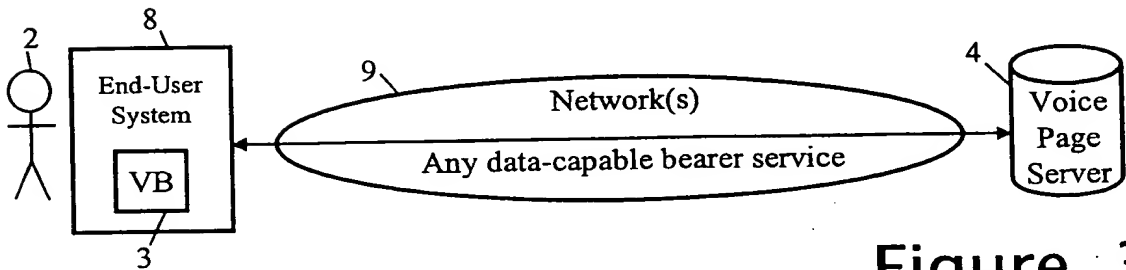 2
8
End-User
System
VB
3
9
Network(s)
Any data-capable bearer service
4
Voice
Page
Server
Figure